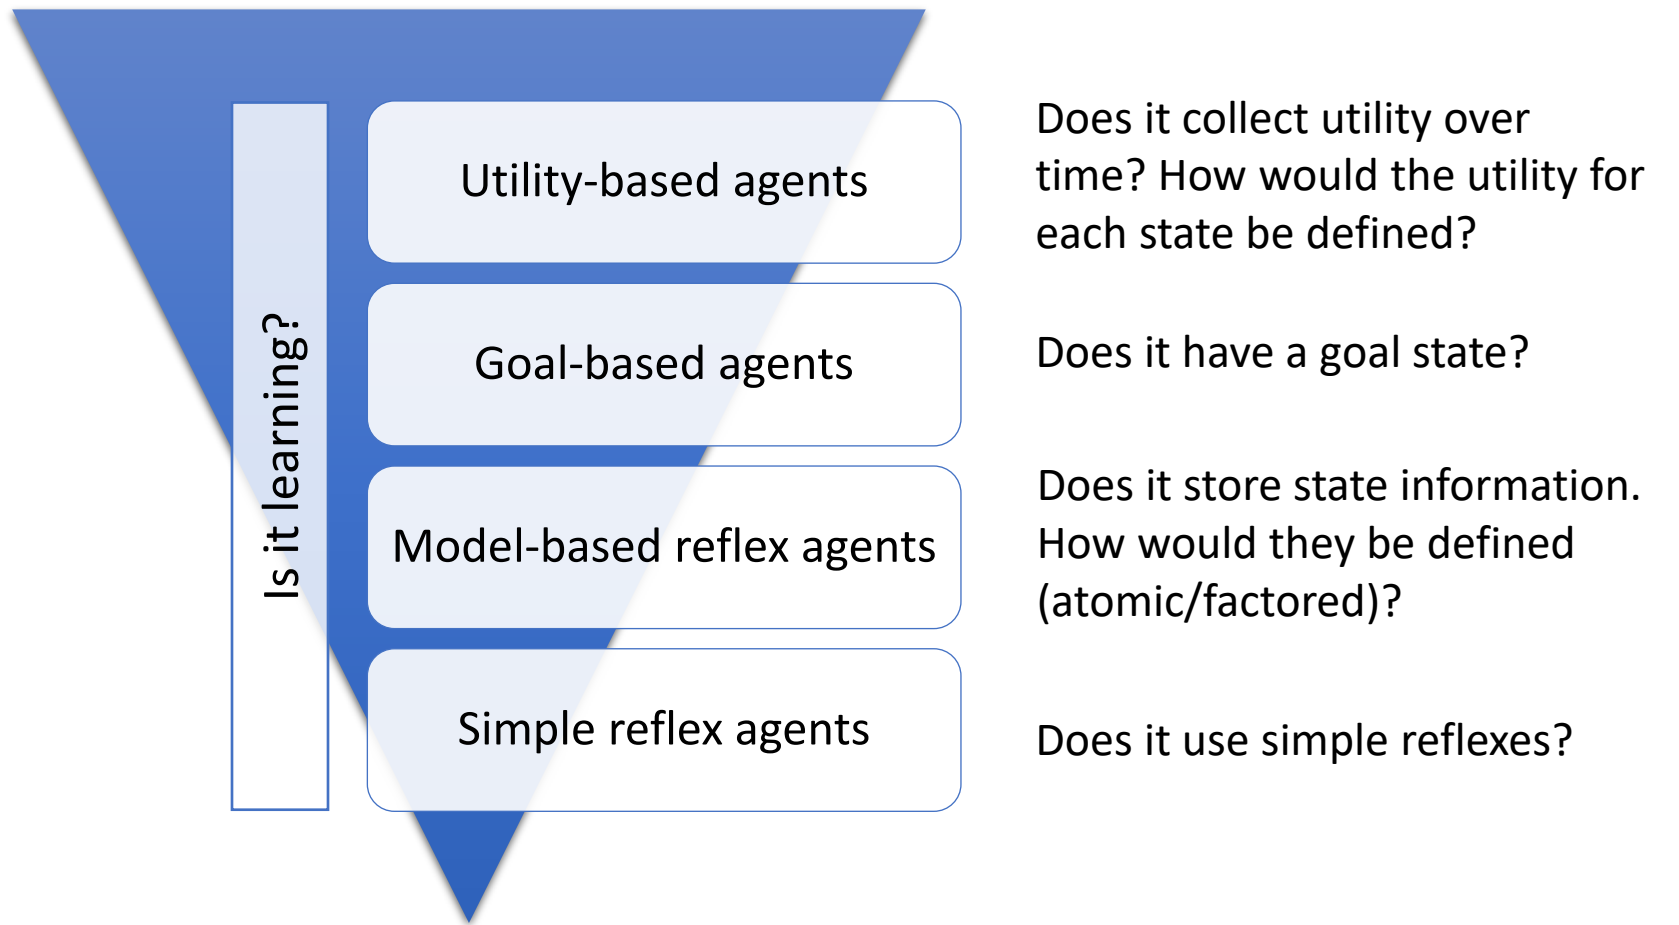 Is it learning?
Utility-based agents
Does it collect utility over
time? How would the utility for
each state be defined?
Goal-based agents
Does it have a goal state?
Model-based reflex agents
Does it store state information.
How would they be defined
(atomic/factored)?
Simple reflex agents
Does it use simple reflexes?